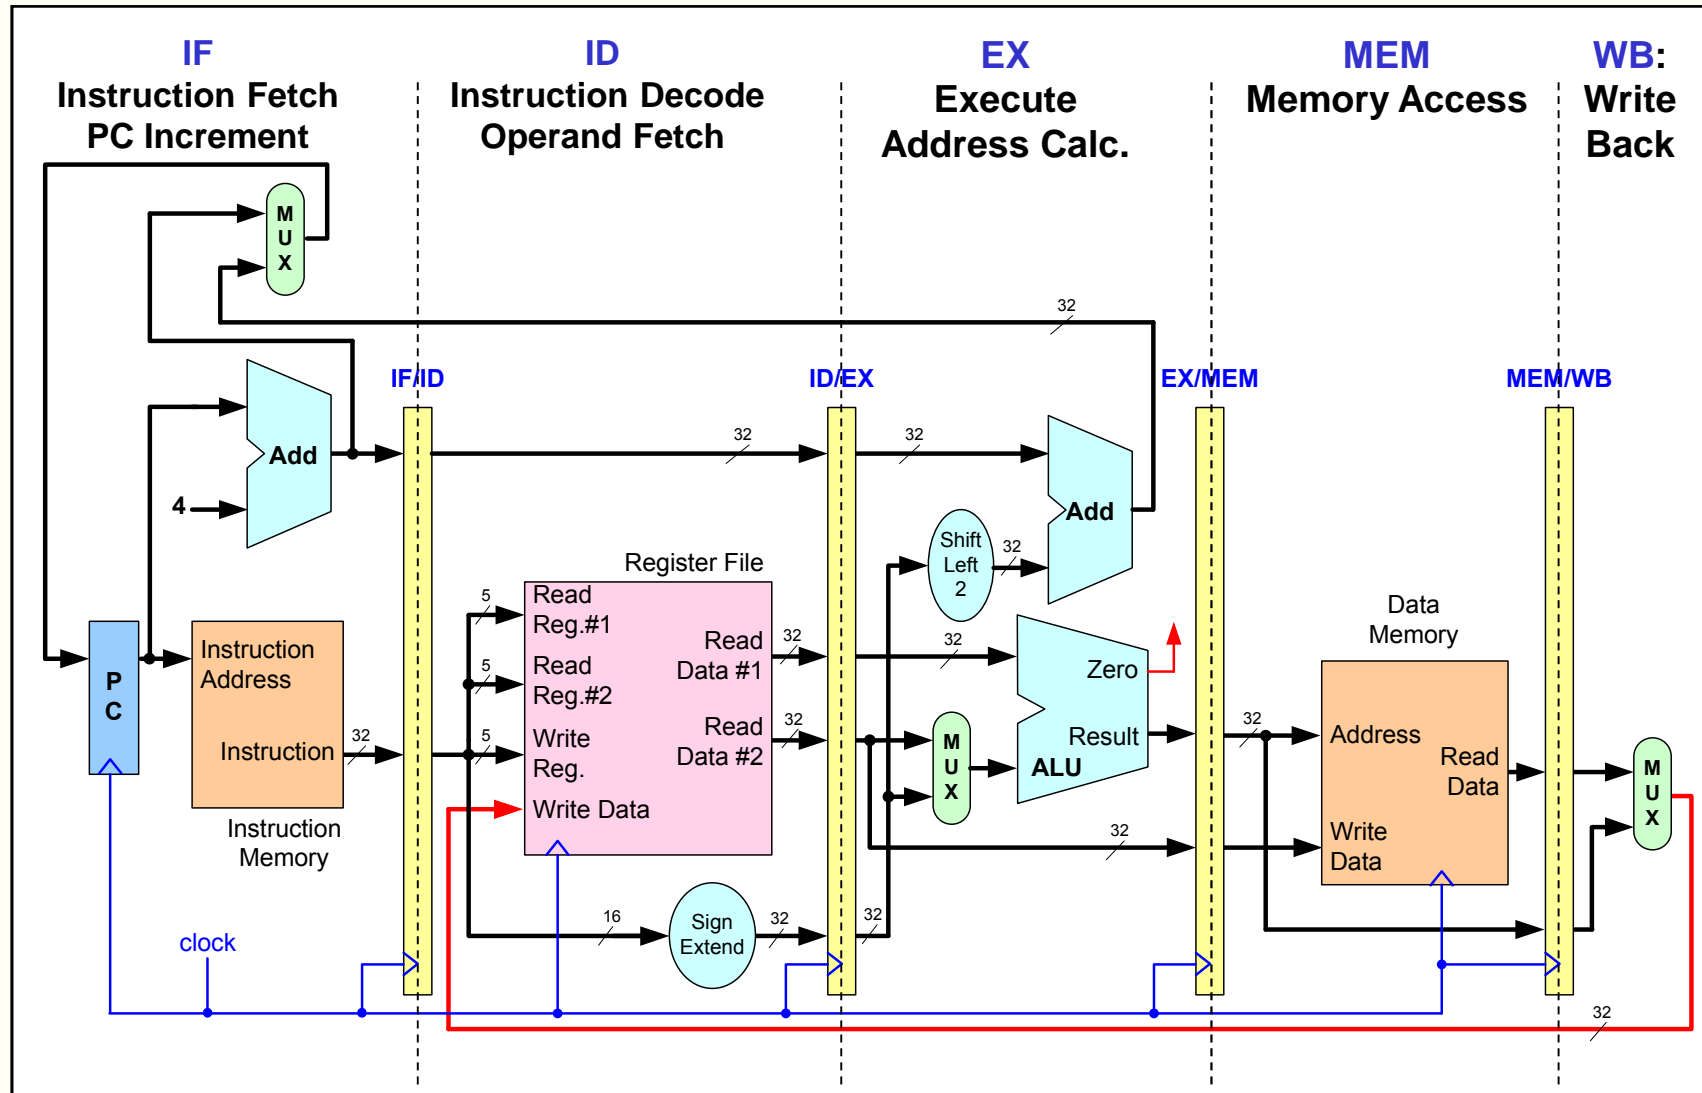 IF
Instruction Fetch
PC Increment
ID
Instruction Decode
Operand Fetch
EX
Execute
Address Calc.
MEM
Memory Access
WB:
Write
Back
M
U
X
32
IF/ID
ID/EX
EX/MEM
MEM/WB
Add
4
32
32
Add
Shift
Left
2
32
Register File
P
C
Instruction
Address
Instruction
32
Instruction
Memory
5
Read
Reg.#1
5
Read
Reg.#2
5
Write
Reg.
Write Data
Read
Data #1
32
Read
Data #2
32
32
Zero
Result
ALU
M
U
X
32
Data
Memory
32
Address
Read
Data
Write
Data
M
U
X
16
Sign
Extend
32
32
clock
32